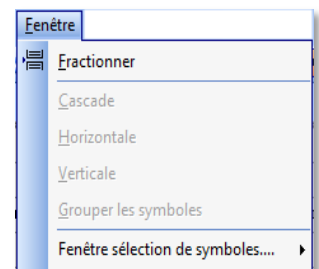 Fenêtre
Fractionner
Cascade
Horizontale
Verticale
Grouper les symboles
Fenêtre sélection de symboles....